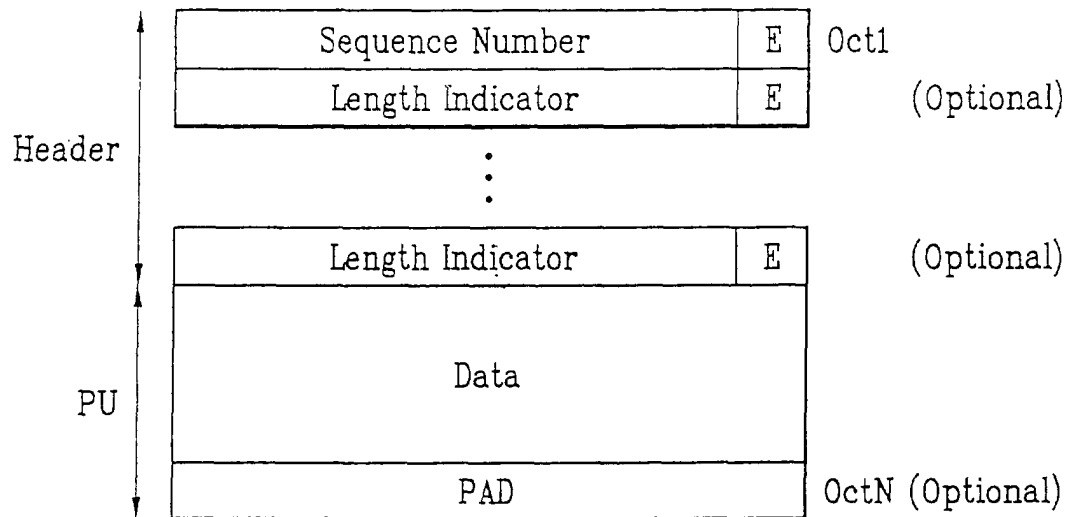 Sequence Number E Oct1
Length Indicator E (Optional)
Header
Length Indicator E (Optional)
Data
PU
PAD OctN (Optional)